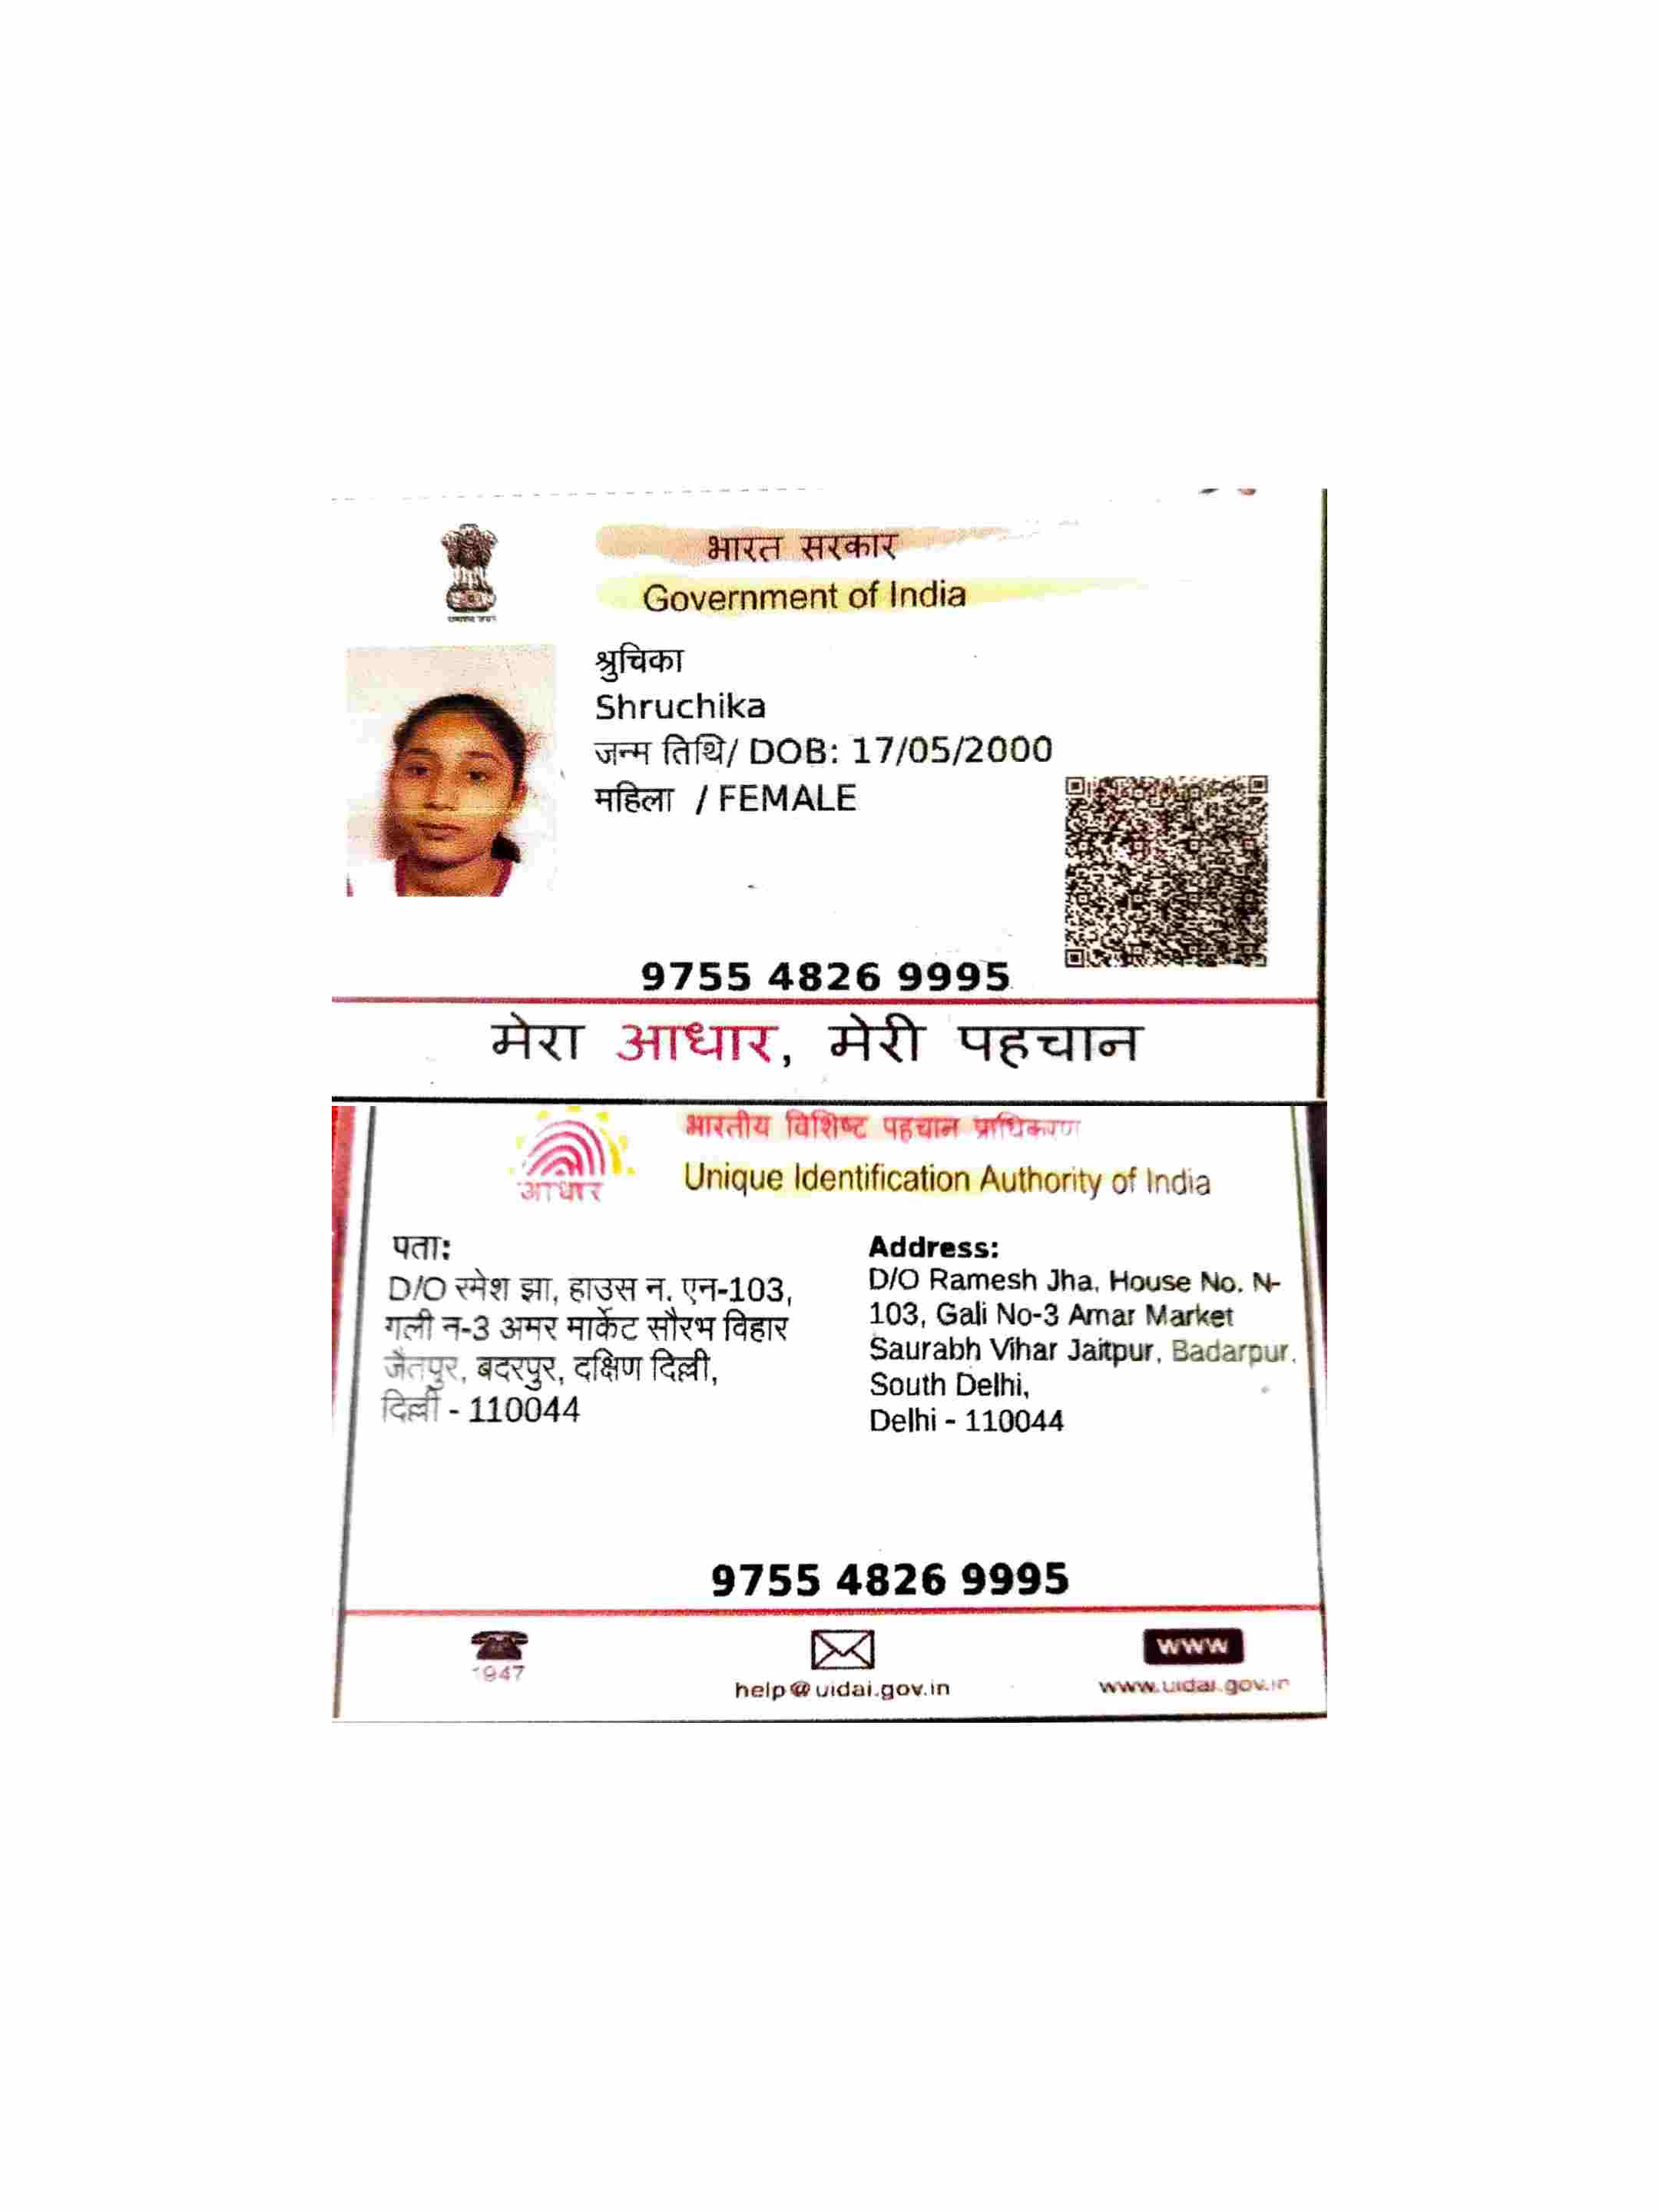 भारत सरकार
Government of India
श्रुचिका
Shruchika
जन्म तिथि/ DOB: 17/05/2000
महिला / FEMALE
9755 4826 9995
मेरा आधार, मेरी पहचान
भारतीय विशिष्ट पहचान प्राधिकरण
Unique Identification Authority of India
आधार
पता:
D/O रमेश झा, हाउस न. एन-103,
गली न-3 अमर मार्केट सौरभ विहार
जैतपुर, बदरपुर, दक्षिण दिल्ली,
दिल्ली - 110044
Address:
D/O Ramesh Jha, House No. N-
103, Gali No-3 Amar Market
Saurabh Vihar Jaitpur, Badarpur,
South Delhi,
Delhi - 110044
9755 4826 9995
1947
help@uidai.gov.in
WWW
www.uidai.gov.in